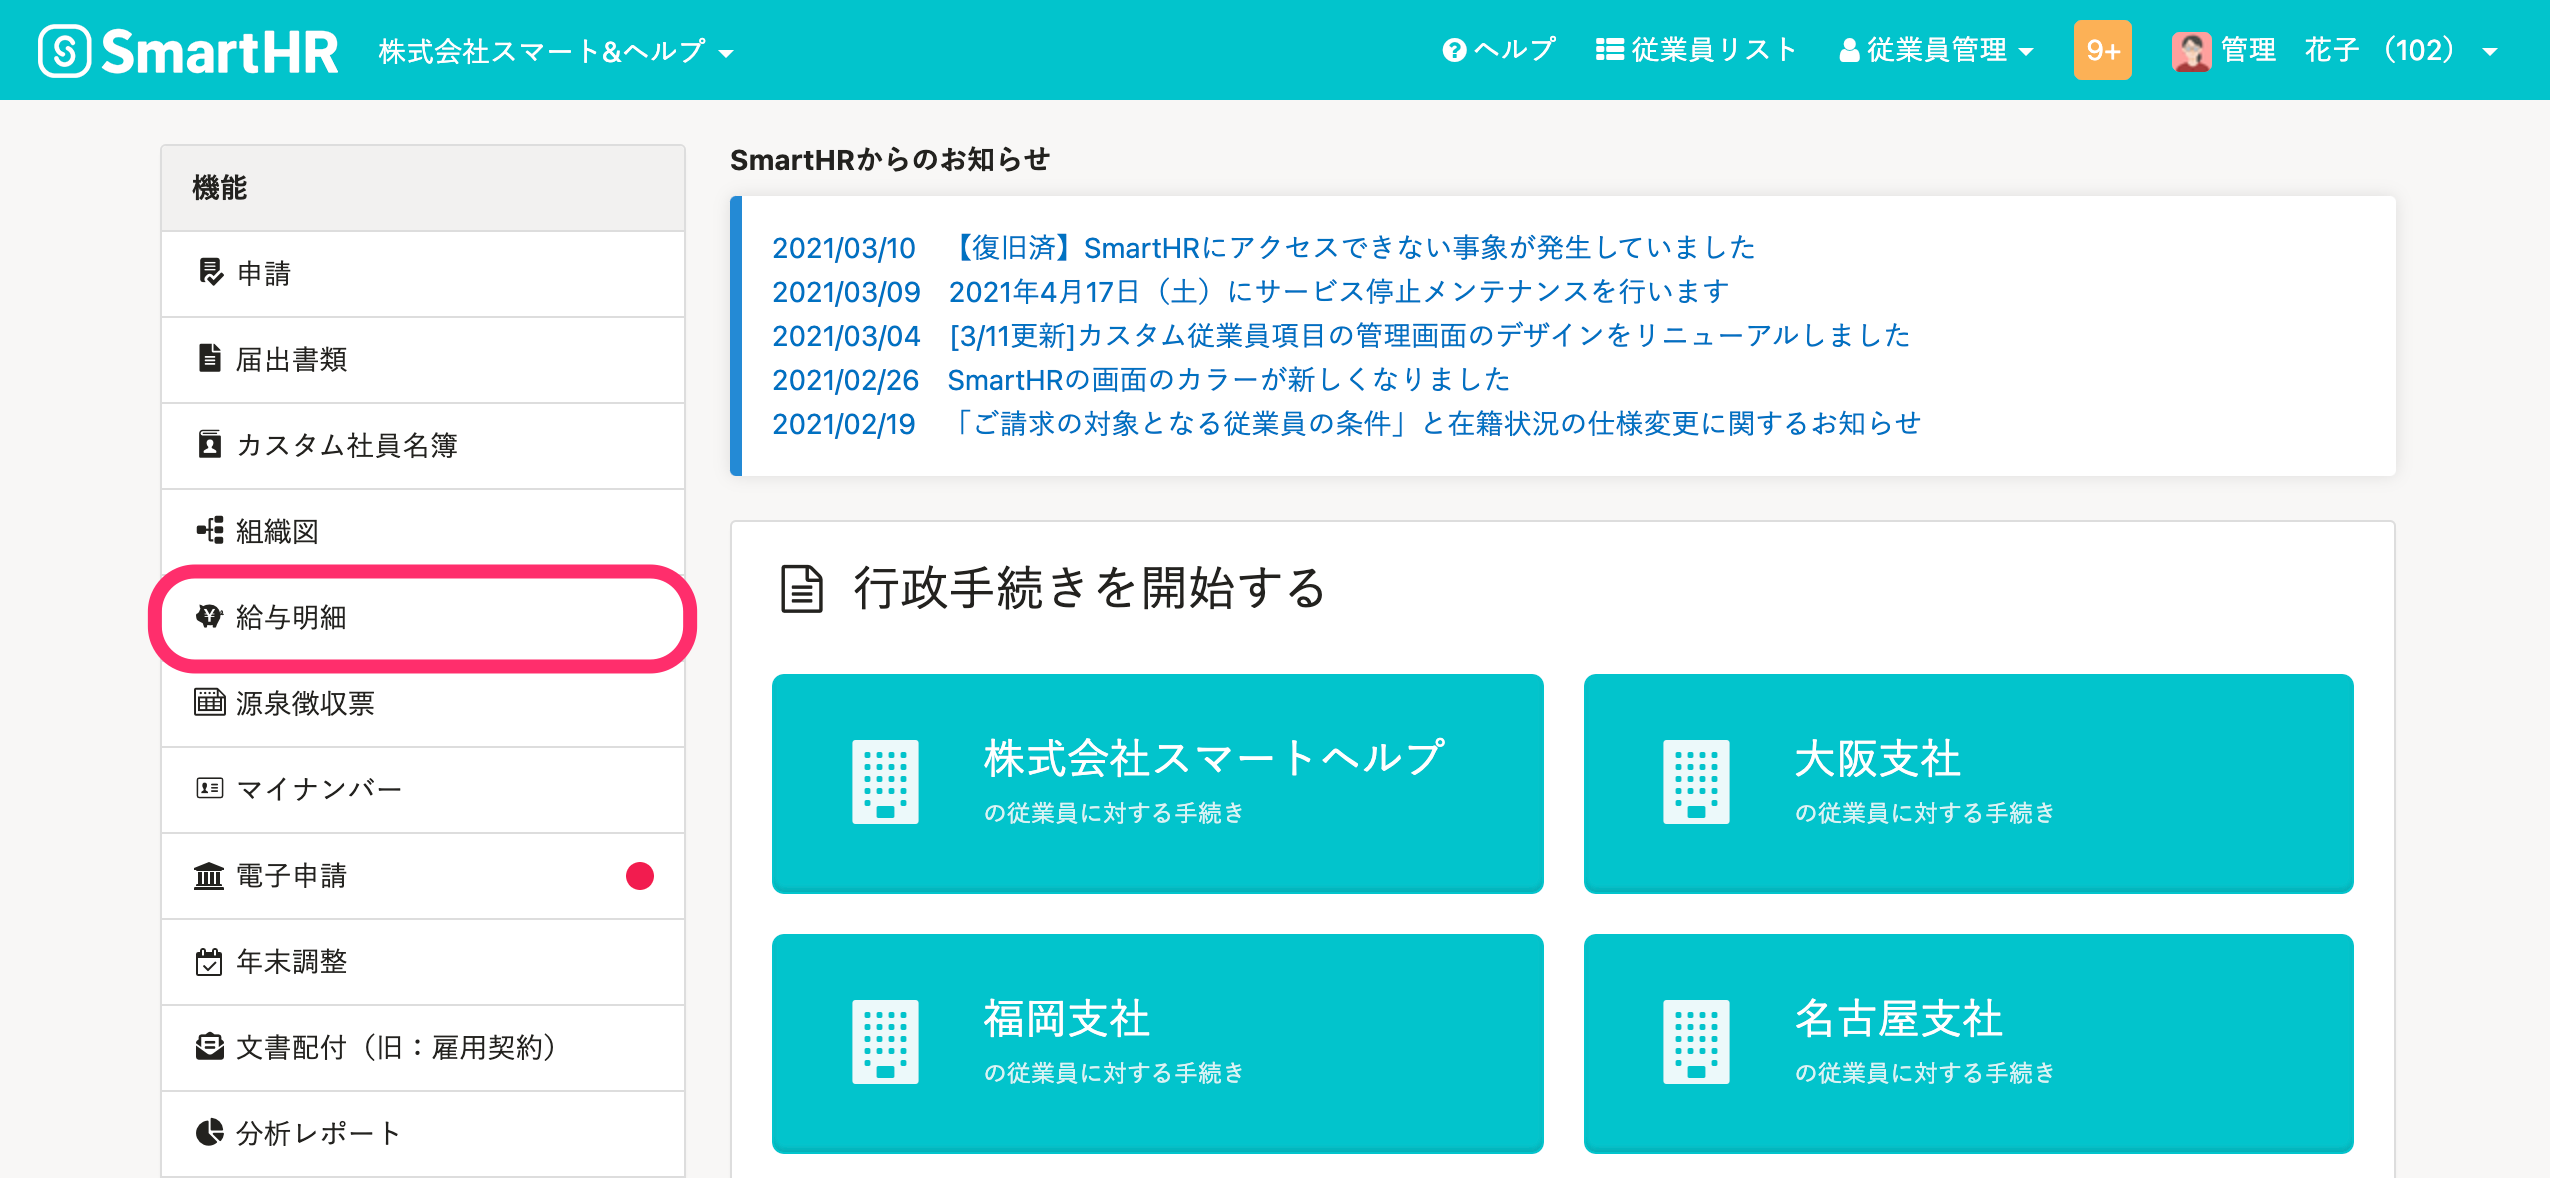 SmartHR 株式会社スマート&ヘルプ ヘルプ 従業員リスト 従業員管理 9+ 管理 花子 （102）
機能
申請
届出書類
カスタム社員名簿
組織図
給与明細
源泉徴収票
マイナンバー
電子申請
年末調整
文書配付（旧：雇用契約）
分析レポート
SmartHRからのお知らせ
2021/03/10 【復旧済】SmartHRにアクセスできない事象が発生していました
2021/03/09 2021年4月17日（土）にサービス停止メンテナンスを行います
2021/03/04 [3/11更新]カスタム従業員項目の管理画面のデザインをリニューアルしました
2021/02/26 SmartHRの画面のカラーが新しくなりました
2021/02/19 「ご請求の対象となる従業員の条件」と在籍状況の仕様変更に関するお知らせ
行政手続きを開始する
株式会社スマートヘルプ
の従業員に対する手続き
大阪支社
の従業員に対する手続き
福岡支社
の従業員に対する手続き
名古屋支社
の従業員に対する手続き